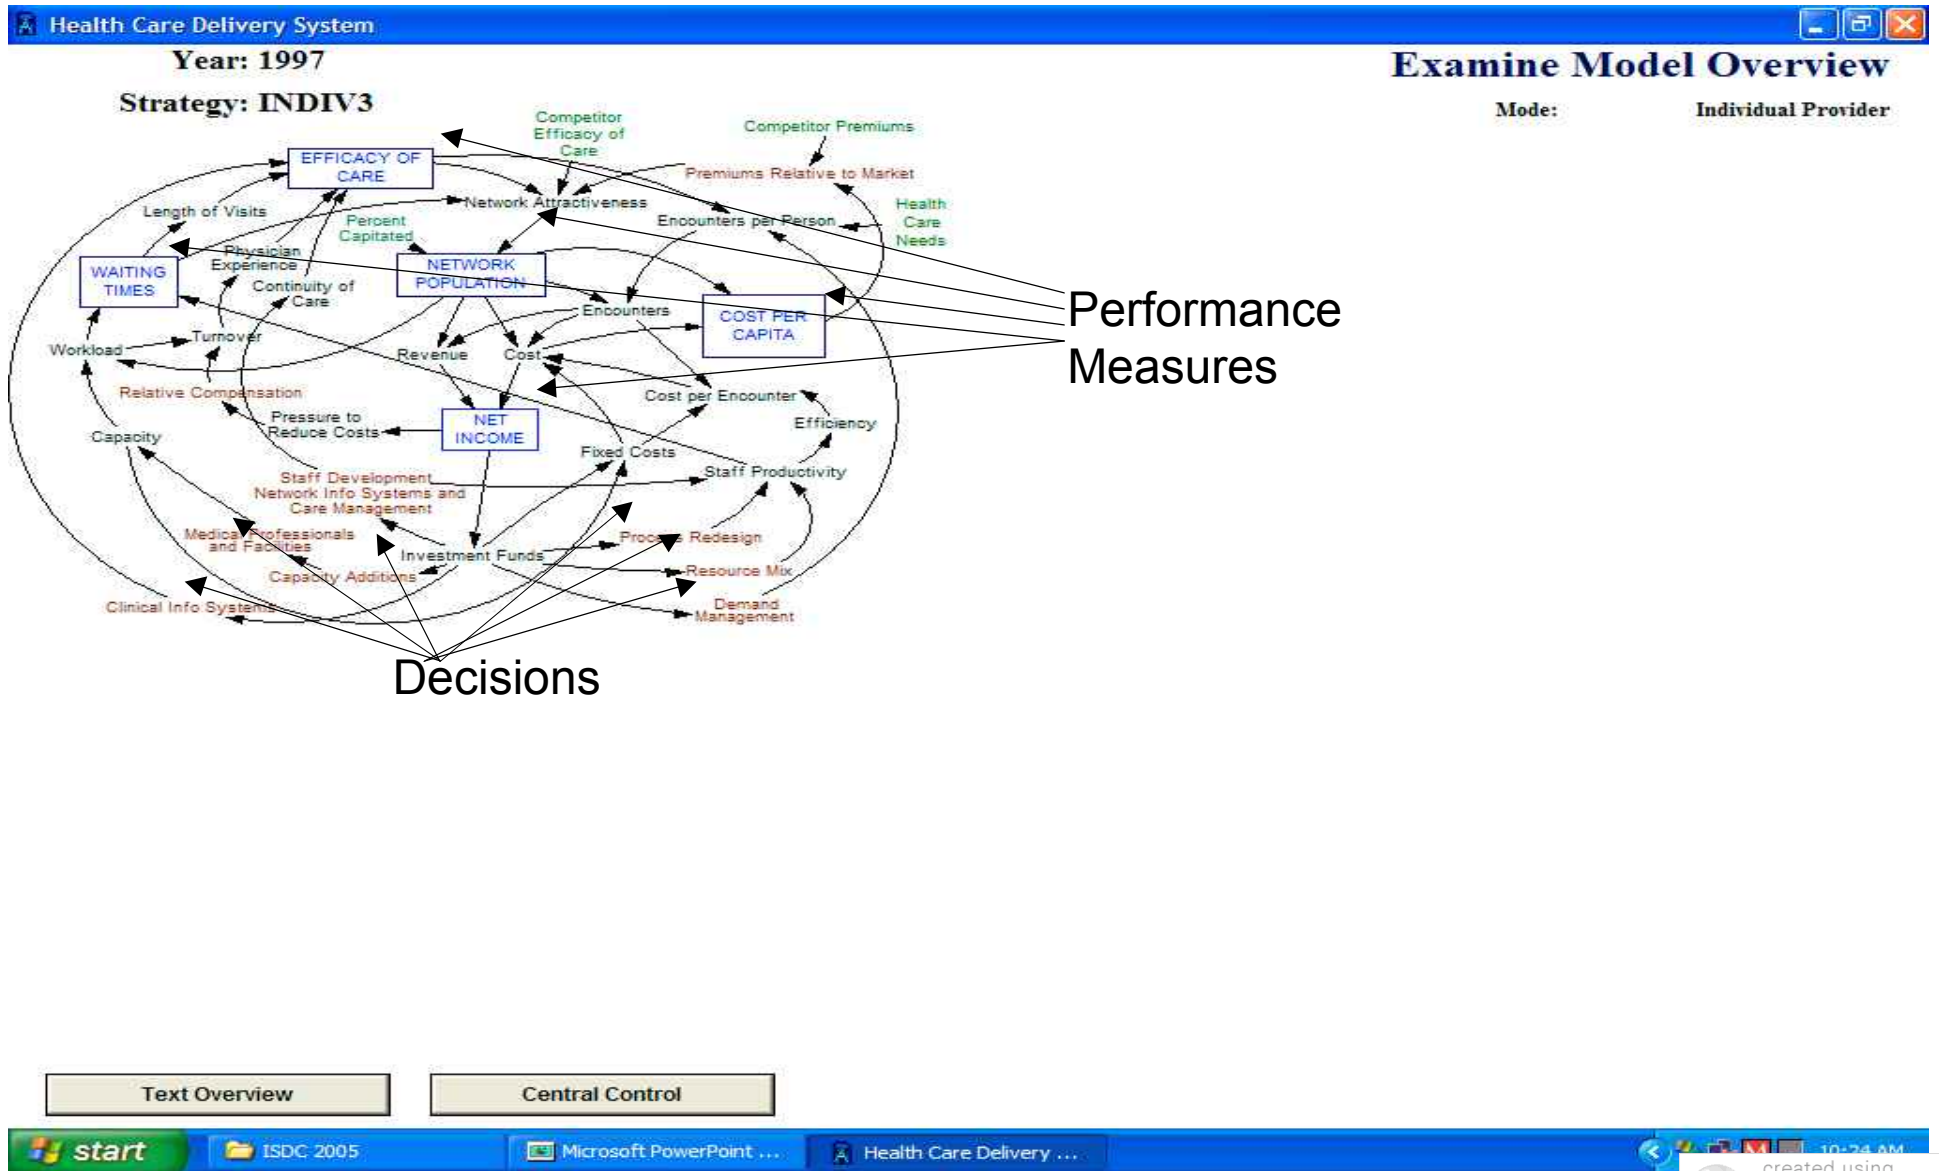 Health Care Delivery System
Year: 1997
Examine Model Overview
Strategy: INDIV3
Mode:
Individual Provider
Competitor
Efficacy of
Care
Competitor Premiums
EFFICACY OF
CARE
Premiums Relative to Market
Length of Visits
Network Attractiveness
Percent
Capitated
Encounters per Person
Health
Care
Needs
Physician
Experience
WAITING
TIMES
NETWORK
POPULATION
Continuity of
Care
Encounters
COST PER
CAPITA
Performance
Measures
Workload
Turnover
Revenue
Cost
Relative Compensation
Cost per Encounter
Pressure to
Reduce Costs
NET
INCOME
Efficiency
Capacity
Fixed Costs
Staff Productivity
Staff Development
Network Info Systems and
Care Management
Medical Professionals
and Facilities
Process Redesign
Investment Funds
Capacity Additions
Resource Mix
Clinical Info Systems
Demand
Management
Decisions
Text Overview
Central Control
start
ISDC 2005
Microsoft PowerPoint ...
Health Care Delivery ...
10:24 AM
created using